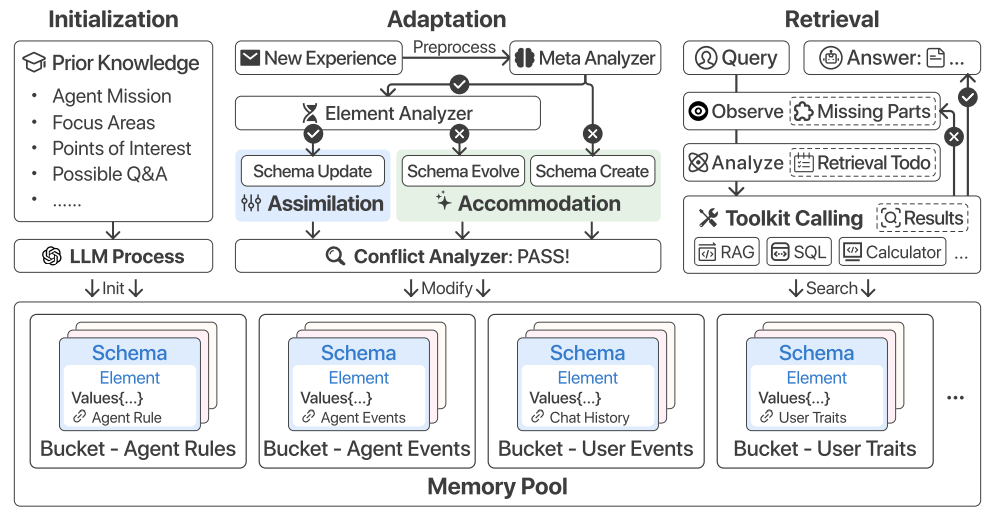 Initialization
Prior Knowledge
• Agent Mission
• Focus Areas
• Points of Interest
• Possible Q&A
• ......
LLM Process
Init
Adaptation
New Experience
Preprocess
Meta Analyzer
Element Analyzer
Schema Update
Schema Evolve
Schema Create
Assimilation
Accommodation
Conflict Analyzer: PASS!
Modify
Retrieval
Query
Answer: ...
Observe
Missing Parts
Analyze
Retrieval Todo
Toolkit Calling
Results
RAG
SQL
Calculator
...
Search
Schema
Element
Values{...}
Agent Rule
Bucket - Agent Rules
Schema
Element
Values{...}
Agent Events
Bucket - Agent Events
Schema
Element
Values{...}
Chat History
Bucket - User Events
Schema
Element
Values{...}
User Traits
Bucket - User Traits
...
Memory Pool